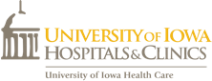 UNIVERSITY OF IOWA
HOSPITALS & CLINICS
University of Iowa Health Care